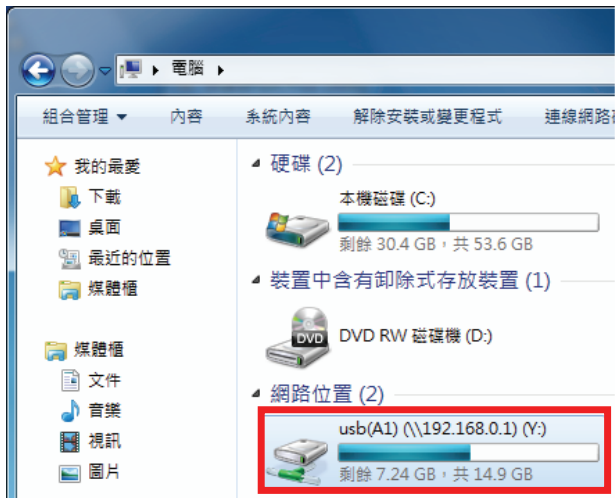 電腦
組合管理
內容
系統內容
解除安裝或變更程式
連線網路
我的最愛
下載
桌面
最近的位置
媒體櫃
媒體櫃
文件
音樂
視訊
圖片
硬碟 (2)
本機磁碟 (C:)
剩餘 30.4 GB，共 53.6 GB
裝置中含有卸除式存放裝置 (1)
DVD
DVD RW 磁碟機 (D:)
網路位置 (2)
usb(A1) (\\192.168.0.1) (Y:)
剩餘 7.24 GB，共 14.9 GB